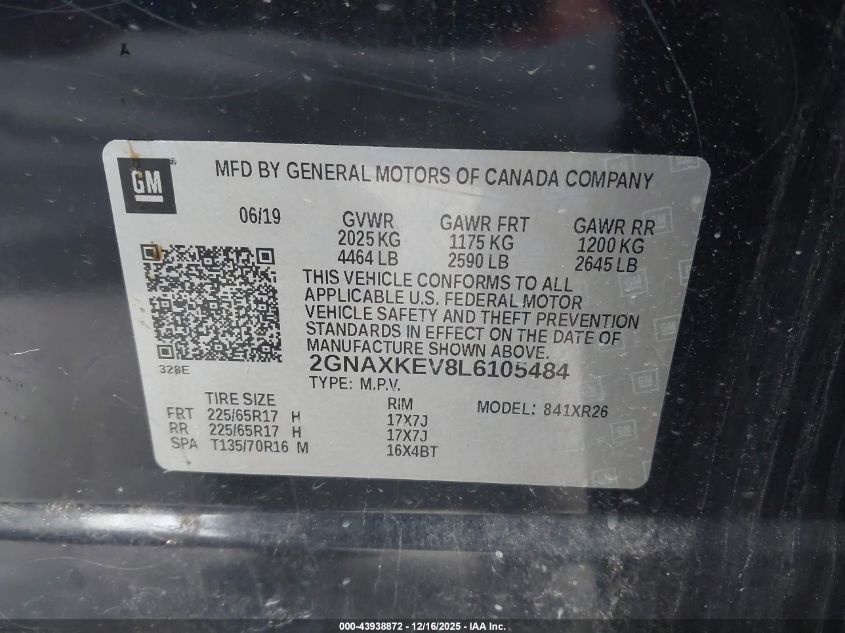 GM
MFD BY GENERAL MOTORS OF CANADA COMPANY
06/19 GVWR GAWR FRT GAWR RR
2025 KG 1175 KG 1200 KG
4464 LB 2590 LB 2645 LB
THIS VEHICLE CONFORMS TO ALL
APPLICABLE U.S. FEDERAL MOTOR
VEHICLE SAFETY AND THEFT PREVENTION
STANDARDS IN EFFECT ON THE DATE OF
MANUFACTURE SHOWN ABOVE.
328E
2GNAXKEV8L6105484
TYPE: M.P.V.
TIRE SIZE RIM MODEL: 841XR26
FRT 225/65R17 H 17X7J
RR 225/65R17 H 17X7J
SPA T135/70R16 M 16X4BT
000-43938872 - 12/16/2025 - IAA Inc.